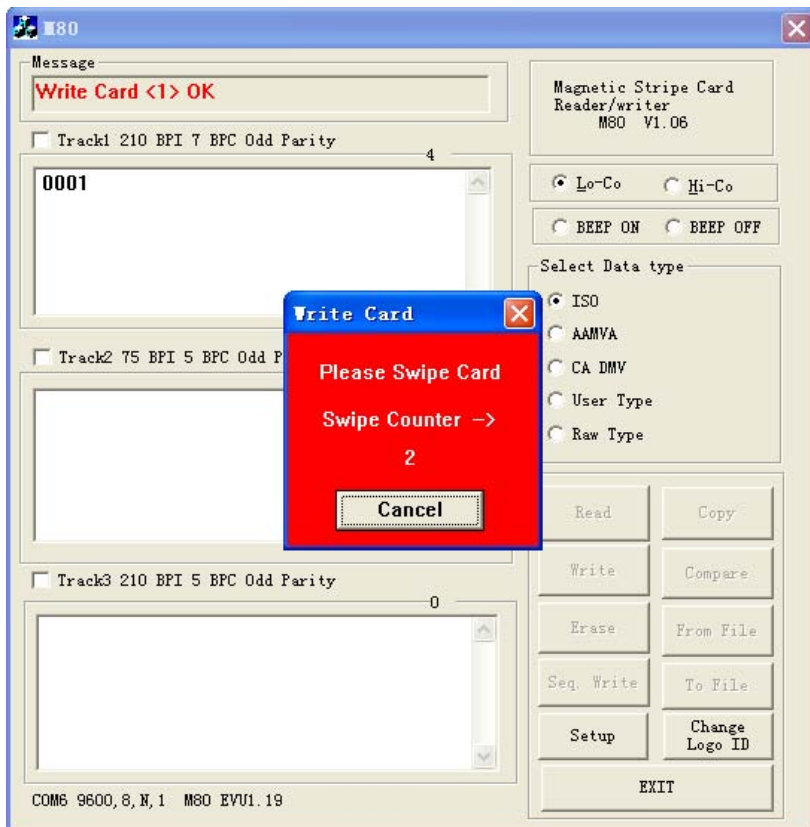 M80
Message
Write Card <1> OK
Track1 210 BPI 7 BPC Odd Parity
4
0001
Track2 75 BPI 5 BPC Odd P
Track3 210 BPI 5 BPC Odd Parity
0
COM6 9600,8,N,1 M80 EVU1.19
Write Card
Please Swipe Card
Swipe Counter ->
2
Cancel
Magnetic Stripe Card
Reader/writer
M80 V1.06
Lo-Co Hi-Co
BEEP ON BEEP OFF
Select Data type
ISO
AAMVA
CA DMV
User Type
Raw Type
Read Copy
Write Compare
Erase From File
Seq. Write To File
Setup Change
Logo ID
EXIT